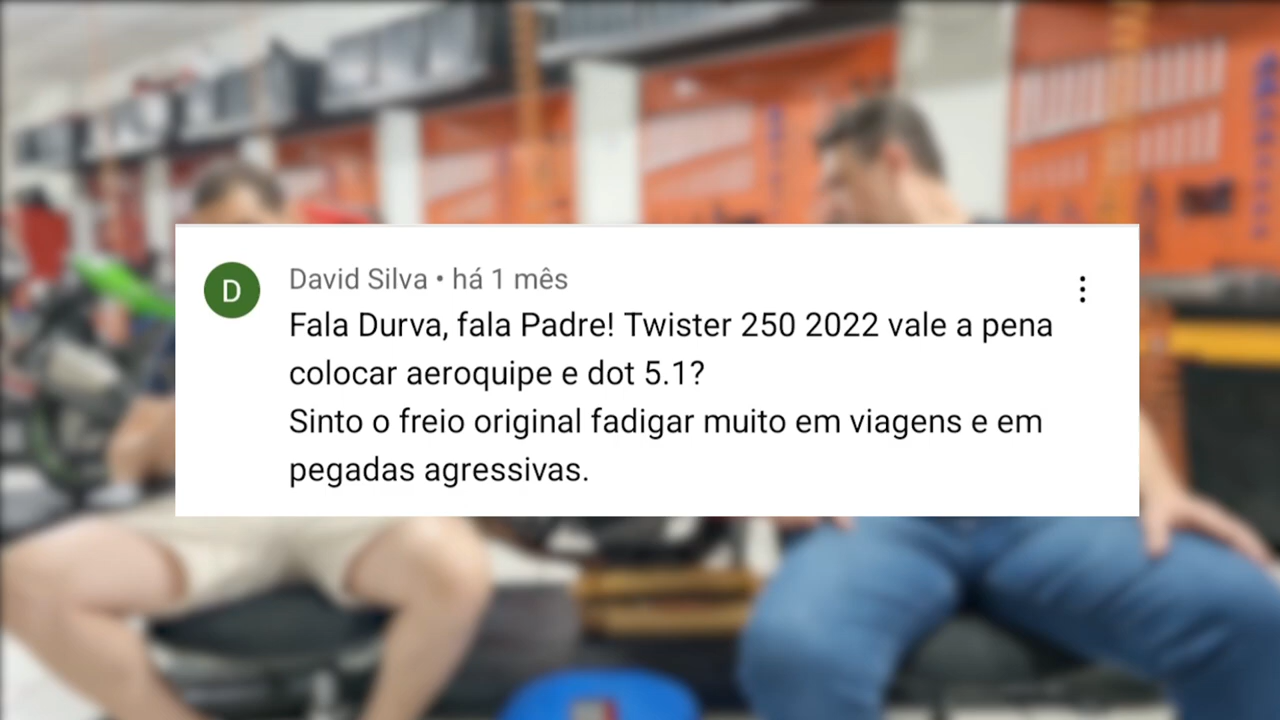 D
David Silva • há 1 mês
Fala Durva, fala Padre! Twister 250 2022 vale a pena
colocar aeroquipe e dot 5.1?
Sinto o freio original fadigar muito em viagens e em
pegadas agressivas.